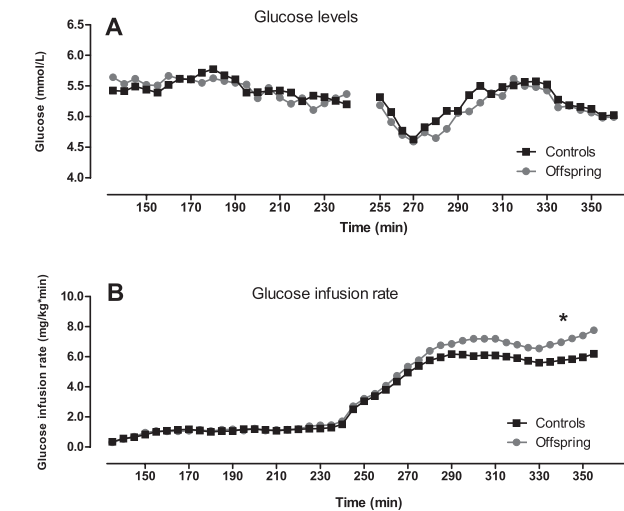 A
Glucose levels
Glucose (mmol/L)
6.5
6.0
5.5
5.0
4.5
4.0
Controls
Offspring
150 170 190 210 230 255 270 290 310 330 350
Time (min)
B
Glucose infusion rate
Glucose infusion rate (mg/kg*min)
10.0
8.0
6.0
4.0
2.0
0.0
*
Controls
Offspring
150 170 190 210 230 250 270 290 310 330 350
Time (min)